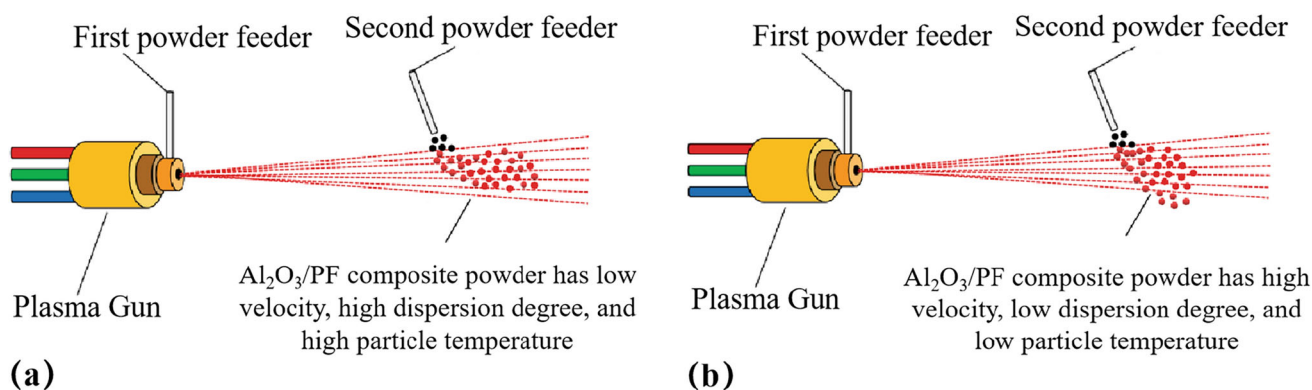 First powder feeder
Second powder feeder
Plasma Gun
Al₂O₃/PF composite powder has low
velocity, high dispersion degree, and
high particle temperature
(a)
First powder feeder
Second powder feeder
Plasma Gun
Al₂O₃/PF composite powder has high
velocity, low dispersion degree, and
low particle temperature
(b)